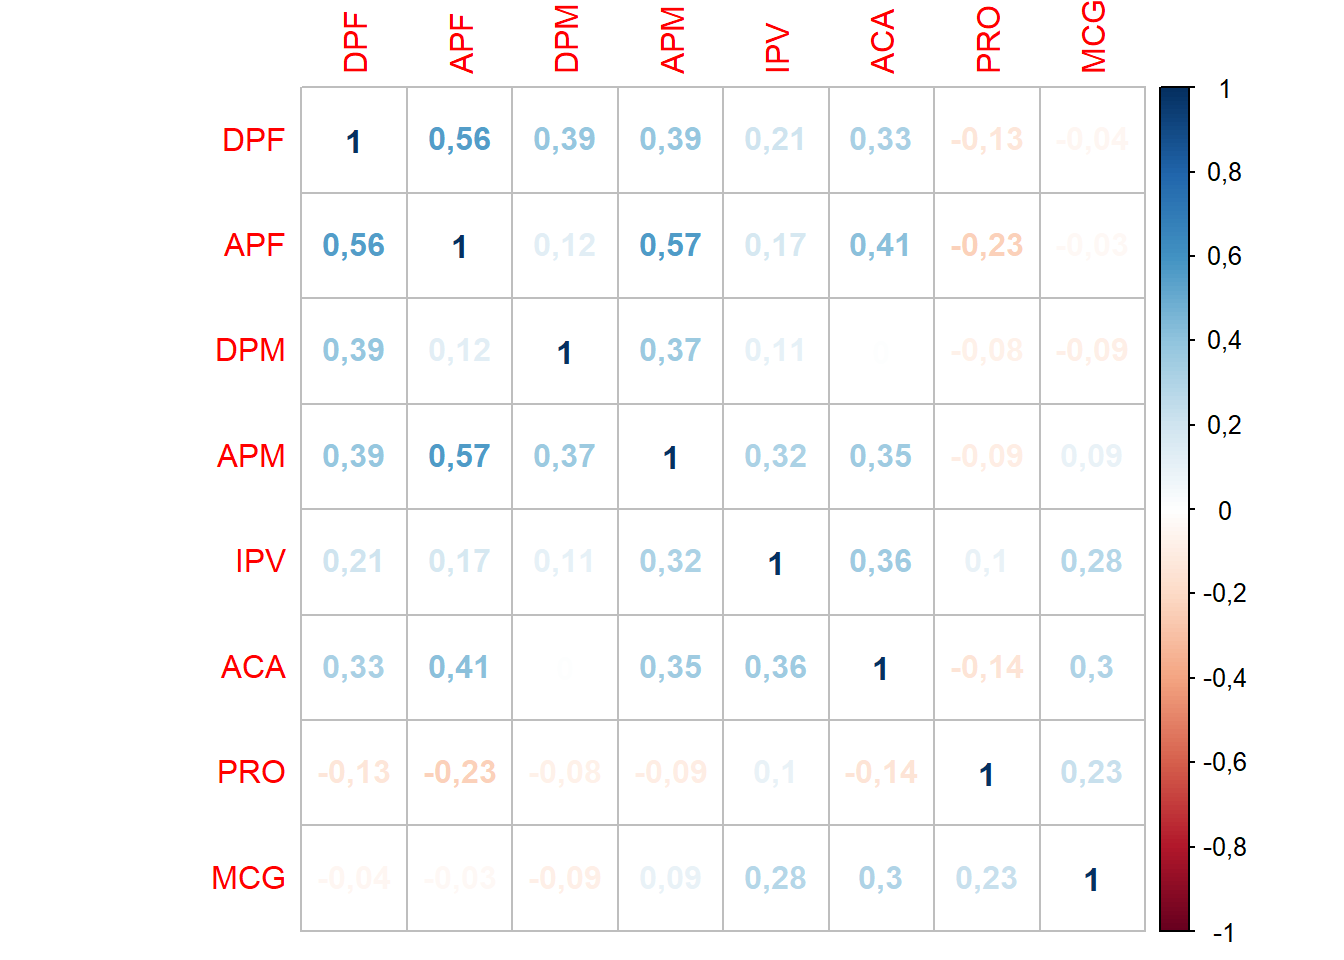 DPF APF DPM APM IPV ACA PRO MCG
DPF 1 0,56 0,39 0,39 0,21 0,33 -0,13 -0,04 1
0,8
APF 0,56 1 0,12 0,57 0,17 0,41 -0,23 -0,03 0,6
DPM 0,39 0,12 1 0,37 0,11 0 -0,08 -0,09 0,4
0,2
APM 0,39 0,57 0,37 1 0,32 0,35 -0,09 0,09
0
IPV 0,21 0,17 0,11 0,32 1 0,36 0,1 0,28
-0,2
ACA 0,33 0,41 0 0,35 0,36 1 -0,14 0,3 -0,4
PRO -0,13 -0,23 -0,08 -0,09 0,1 -0,14 1 0,23 -0,6
-0,8
MCG -0,04 -0,03 -0,09 0,09 0,28 0,3 0,23 1
-1